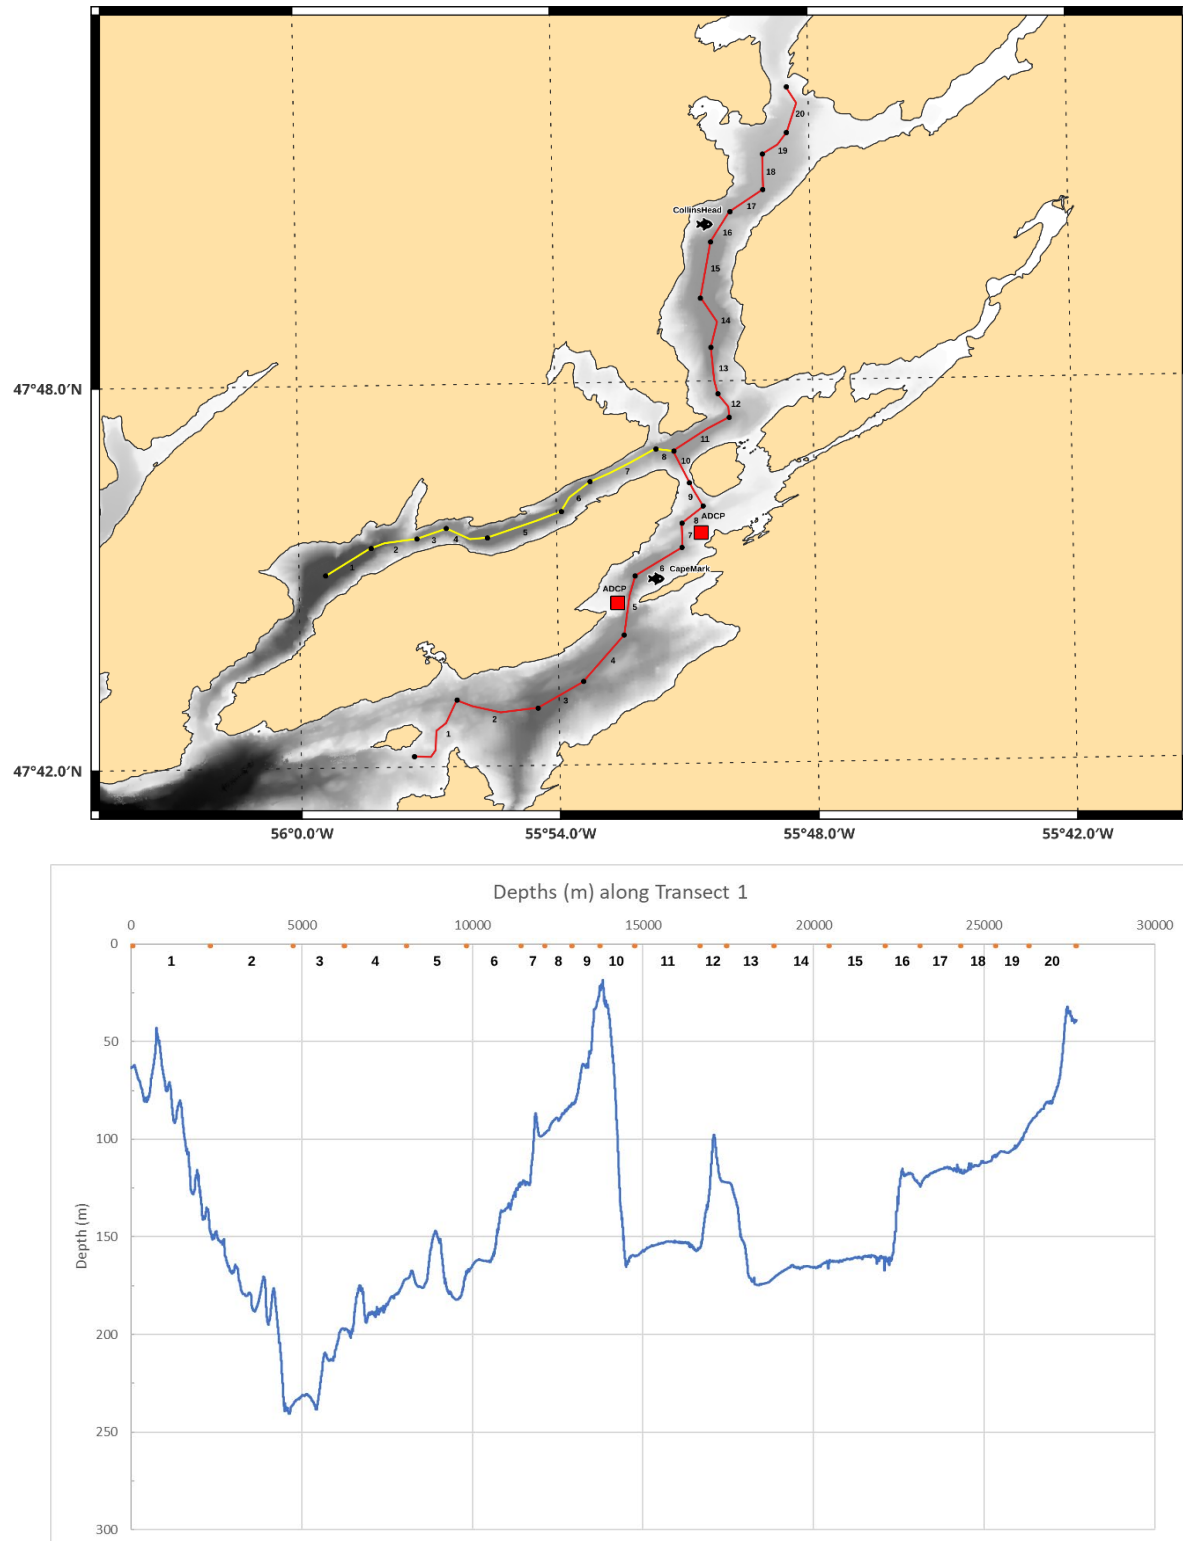 20
19
18
17
CollinsHead
16
15
14
47°48.0'N
13
12
11
8 10
7
6 9
8 ADCP
5 7
2 3 4
1 6 CapeMark
ADCP
5
4
3
2
1
47°42.0'N
56°0.0'W 55°54.0'W 55°48.0'W 55°42.0'W
Depths (m) along Transect 1
0 5000 10000 15000 20000 25000 30000
0
1 2 3 4 5 6 7 8 9 10 11 12 13 14 15 16 17 18 19 20
50
100
150
Depth (m)
200
250
300